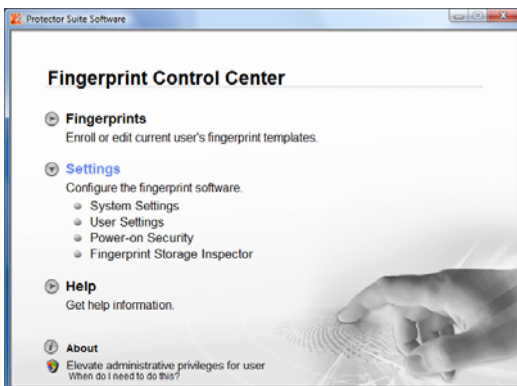 Protector Suite Software
Fingerprint Control Center
Fingerprints
Enroll or edit current user's fingerprint templates.
Settings
Configure the fingerprint software.
System Settings
User Settings
Power-on Security
Fingerprint Storage Inspector
Help
Get help information.
About
Elevate administrative privileges for user
When do I need to do this?